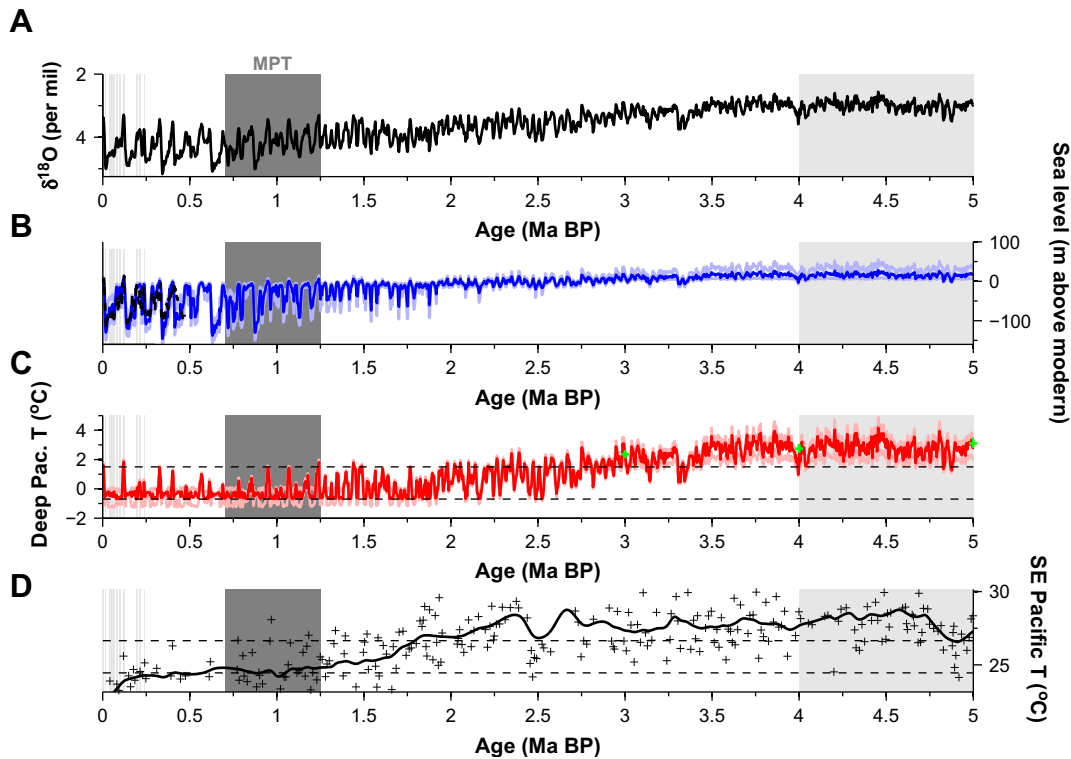 A
MPT
2
4
δ18O (per mil)
0 0.5 1 1.5 2 2.5 3 3.5 4 4.5 5
Age (Ma BP)
B
100
0
−100
Sea level (m above modern)
0 0.5 1 1.5 2 2.5 3 3.5 4 4.5 5
Age (Ma BP)
C
4
2
0
−2
Deep Pac. T (oC)
0 0.5 1 1.5 2 2.5 3 3.5 4 4.5 5
Age (Ma BP)
D
30
25
SE Pacific T (oC)
0 0.5 1 1.5 2 2.5 3 3.5 4 4.5 5
Age (Ma BP)